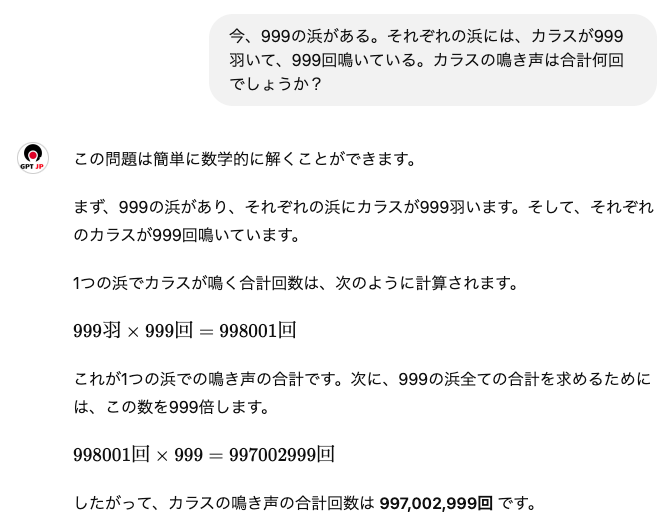 今、999の浜がある。それぞれの浜には、カラスが999
羽いて、999回鳴いている。カラスの鳴き声は合計何回
でしょうか？
GPT JP
この問題は簡単に数学的に解くことができます。
まず、999の浜があり、それぞれの浜にカラスが999羽います。そして、それぞれ
のカラスが999回鳴いています。
1つの浜でカラスが鳴く合計回数は、次のように計算されます。
999羽 × 999回 = 998001回
これが1つの浜での鳴き声の合計です。次に、999の浜全ての合計を求めるために
は、この数を999倍します。
998001回 × 999 = 997002999回
したがって、カラスの鳴き声の合計回数は 997,002,999回 です。